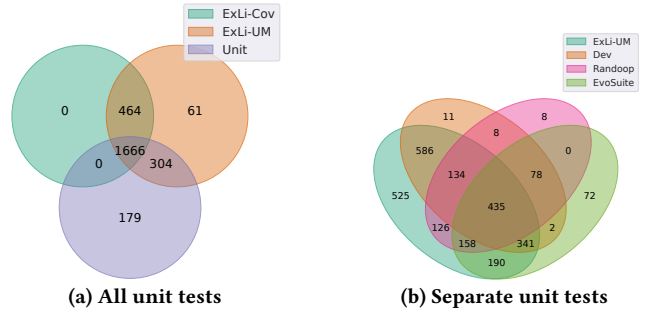 ExLi-Cov
ExLi-UM
Unit
0
464
61
1666
0
304
179
(a) All unit tests
ExLi-UM
Dev
Randoop
EvoSuite
11
8
8
586
0
134
78
525
72
435
126
2
158
341
190
(b) Separate unit tests